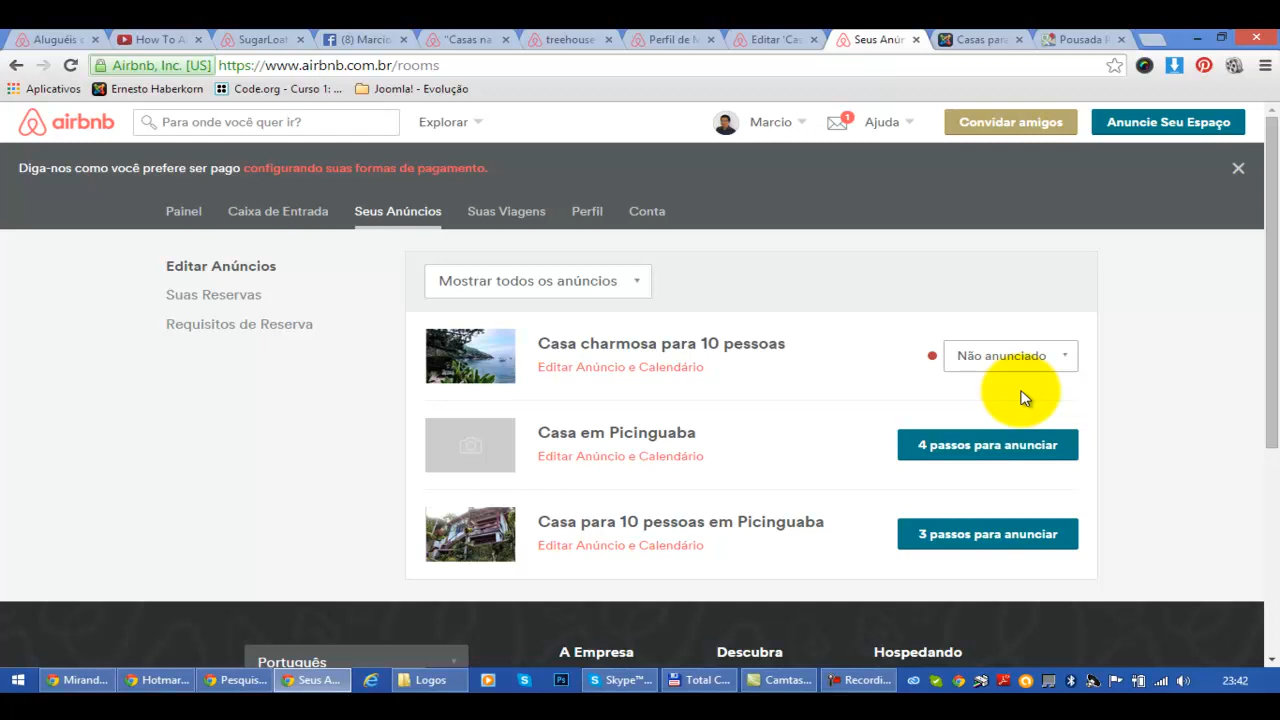 Aluguéis
How To A
SugarLoaf
(8) Marcio
"Casas na
treehouse
Perfil de M
Editar 'Cas
Seus Anún
Casas para
Pousada
Airbnb, Inc. [US] https://www.airbnb.com.br/rooms
Aplicativos Ernesto Haberkorn Code.org - Curso 1: ... Joomla! - Evolução
airbnb Para onde você quer ir? Explorar Marcio 1 Ajuda Convidar amigos Anuncie Seu Espaço
Diga-nos como você prefere ser pago configurando suas formas de pagamento.
Painel Caixa de Entrada Seus Anúncios Suas Viagens Perfil Conta
Editar Anúncios
Suas Reservas
Requisitos de Reserva
Mostrar todos os anúncios
Casa charmosa para 10 pessoas
Editar Anúncio e Calendário
Não anunciado
Casa em Picinguaba
Editar Anúncio e Calendário
4 passos para anunciar
Casa para 10 pessoas em Picinguaba
Editar Anúncio e Calendário
3 passos para anunciar
Português
A Empresa Descubra Hospedando
Mirand... Hotmar... Pesquis... Seus A... Logos Skype™... Total C... Camtas... Recordi... 23:42